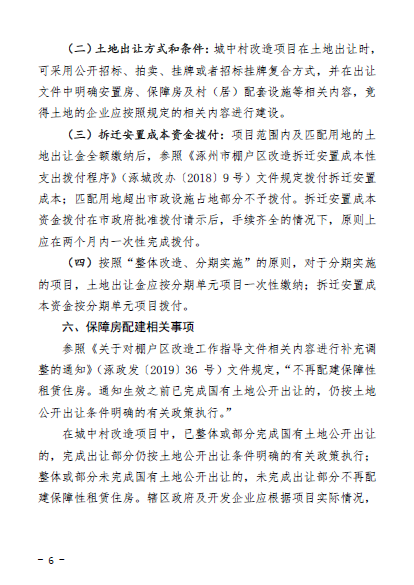 （二）土地出让方式和条件：城中村改造项目在土地出让时，
可采用公开招标、拍卖、挂牌或者招标挂牌复合方式，并在出让
文件中明确安置房、保障房及村（居）配套设施等相关内容，竞
得土地的企业应按照规定的相关内容进行建设。
（三）拆迁安置成本资金拨付：项目范围内及匹配用地的土
地出让金全额缴纳后，参照《涿州市棚户区改造拆迁安置成本性
支出拨付程序》（涿城改办〔2018〕9号）文件规定拨付拆迁安置
成本；匹配用地超出市政设施占地部分不予拨付。拆迁安置成本
资金拨付在市政府批准拨付请示后，手续齐全的情况下，原则上
应在两个月内一次性完成拨付。
（四）按照“整体改造、分期实施”的原则，对于分期实施
的项目，土地出让金应按分期单元项目一次性缴纳；拆迁安置成
本资金按分期单元项目拨付。
六、保障房配建相关事项
参照《关于对棚户区改造工作指导文件相关内容进行补充调
整的通知》（涿政发〔2019〕36 号）文件规定，“不再配建保障性
租赁住房。通知生效之前已完成国有土地公开出让的，仍按土地
公开出让条件明确的有关政策执行。”
在城中村改造项目中，已整体或部分完成国有土地公开出让
的，完成出让部分仍按土地公开出让条件明确的有关政策执行；
整体或部分未完成国有土地公开出让的，未完成出让部分不再配
建保障性租赁住房。辖区政府及开发企业应根据项目实际情况，
- 6 -